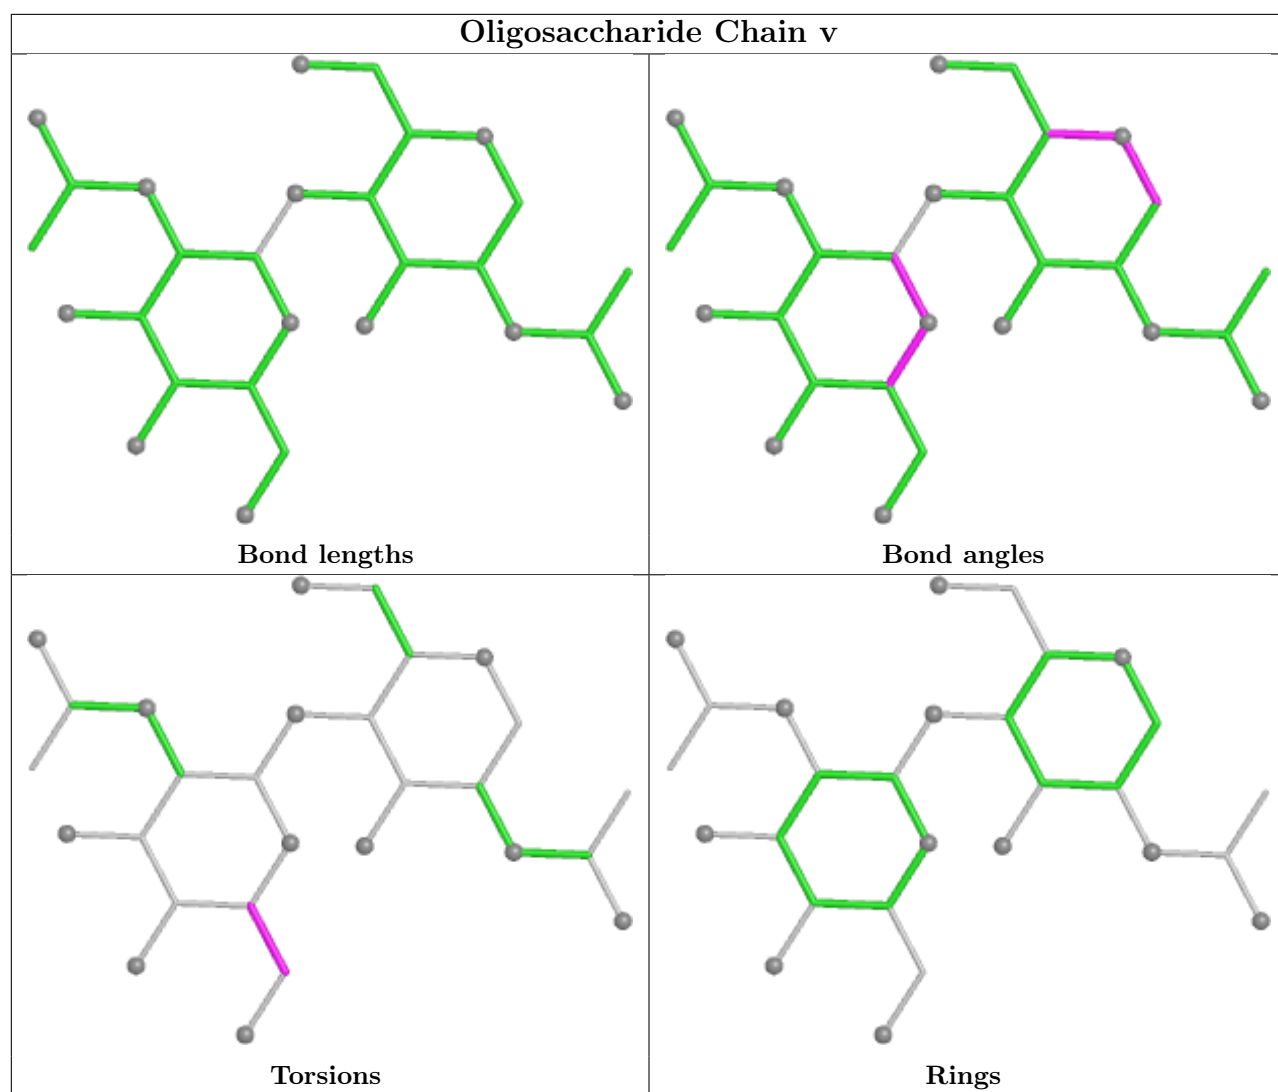 Oligosaccharide Chain v
Bond lengths
Bond angles
Torsions
Rings